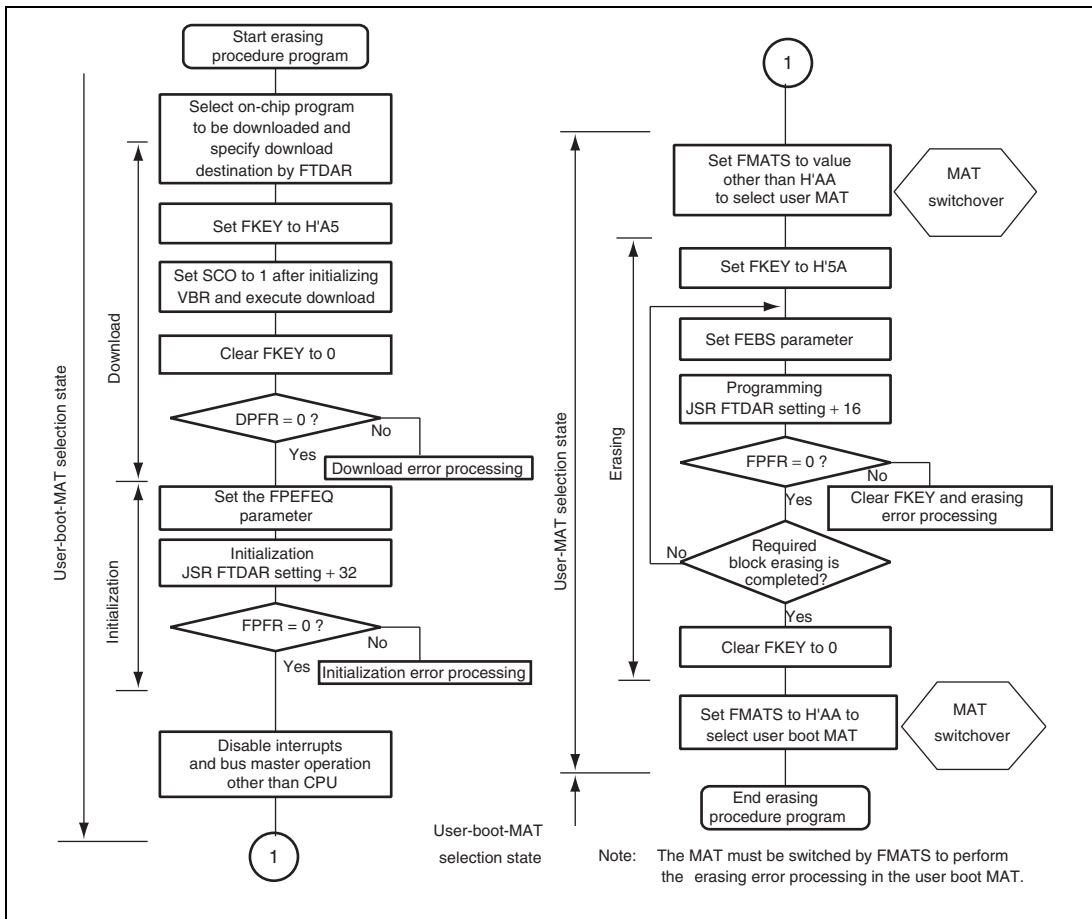 Start erasing
procedure program
Select on-chip program
to be downloaded and
specify download
destination by FTDAR
Set FKEY to H'A5
Set SCO to 1 after initializing
VBR and execute download
Clear FKEY to 0
DPFR = 0 ?
No
Yes
Download error processing
Set the FPEFEQ
parameter
Initialization
JSR FTDAR setting + 32
FPFR = 0 ?
No
Yes
Initialization error processing
Disable interrupts
and bus master operation
other than CPU
1
User-boot-MAT selection state
Download
Initialization
1
Set FMATS to value
other than H'AA
to select user MAT
MAT
switchover
Set FKEY to H'5A
Set FEBS parameter
Programming
JSR FTDAR setting + 16
FPFR = 0 ?
No
Yes
Clear FKEY and erasing
error processing
Required
block erasing is
completed?
No
Yes
Clear FKEY to 0
Set FMATS to H'AA to
select user boot MAT
MAT
switchover
End erasing
procedure program
User-MAT selection state
Erasing
User-boot-MAT
selection state
Note: The MAT must be switched by FMATS to perform
the erasing error processing in the user boot MAT.